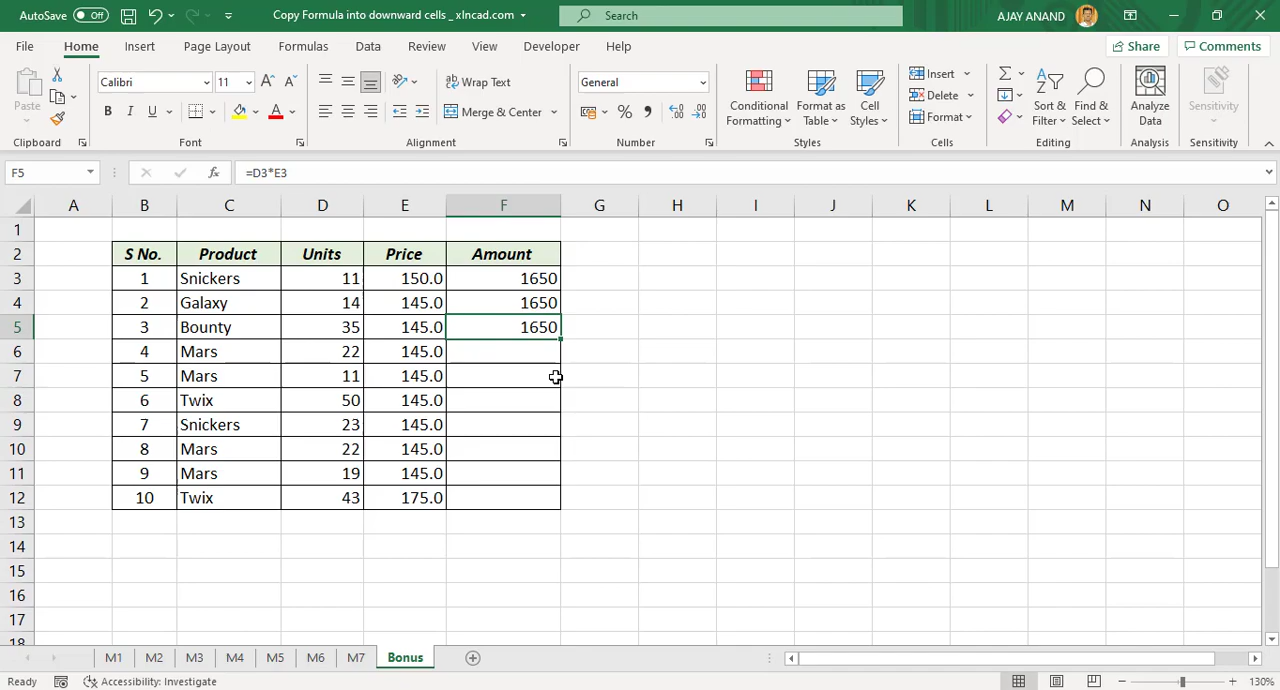 AutoSave Off Copy Formula into downward cells _ xlncad.com Search AJAY ANAND
File Home Insert Page Layout Formulas Data Review View Developer Help Share Comments
Paste Calibri 11 A A Wrap Text General Conditional Formatting Format as Table Cell Styles Insert Sort & Filter Find & Select Analyze Data Sensitivity
B I U A Merge & Center % , Delete
Format
Clipboard Font Alignment Number Styles Cells Editing Analysis Sensitivity
F5 fx =D3*E3
A B C D E F G H I J K L M N O
1
2 S No. Product Units Price Amount
3 1 Snickers 11 150.0 1650
4 2 Galaxy 14 145.0 1650
5 3 Bounty 35 145.0 1650
6 4 Mars 22 145.0
7 5 Mars 11 145.0
8 6 Twix 50 145.0
9 7 Snickers 23 145.0
10 8 Mars 22 145.0
11 9 Mars 19 145.0
12 10 Twix 43 175.0
13
14
15
16
17
18
M1 M2 M3 M4 M5 M6 M7 Bonus
Ready Accessibility: Investigate 130%